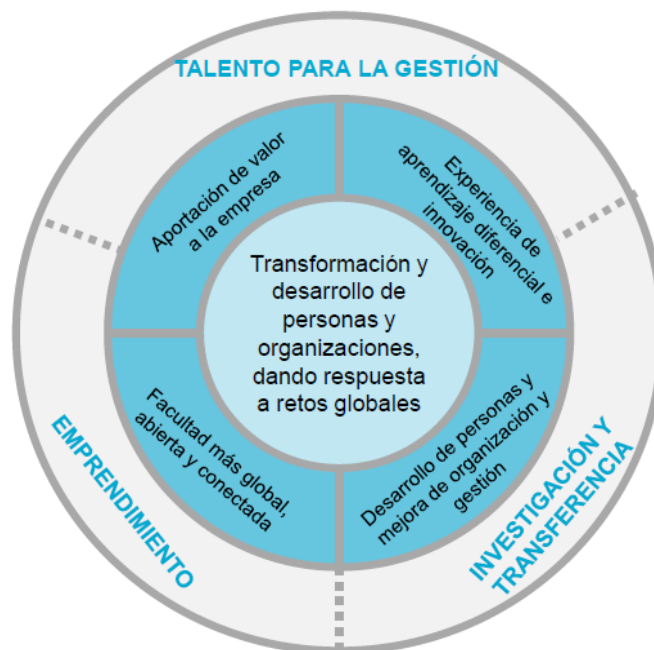 TALENTO PARA LA GESTIÓN
Aportación de valor
a la empresa
Experiencia de
aprendizaje diferencial e
innovación
Transformación y
desarrollo de
personas y
organizaciones,
dando respuesta
a retos globales
Facultad más global,
abierta y conectada
Desarrollo de personas y
mejora de organización y
gestión
EMPRENDIMIENTO
INVESTIGACIÓN Y
TRANSFERENCIA